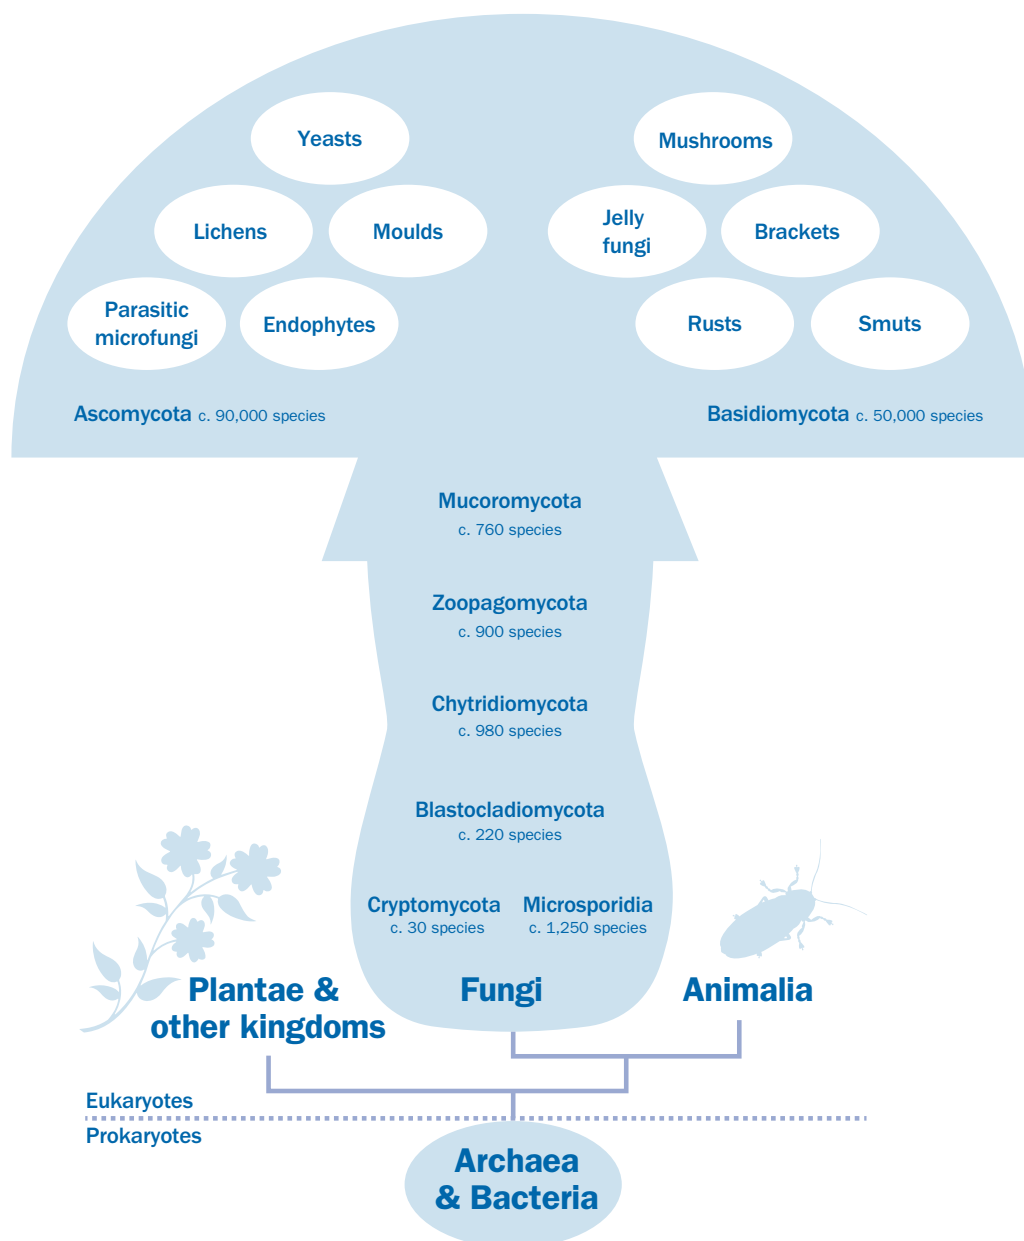 Yeasts
Mushrooms
Lichens
Moulds
Jelly
fungi
Brackets
Parasitic
microfungi
Endophytes
Rusts
Smuts
Ascomycota c. 90,000 species
Basidiomycota c. 50,000 species
Mucoromycota
c. 760 species
Zoopagomycota
c. 900 species
Chytridiomycota
c. 980 species
Blastocladiomycota
c. 220 species
Cryptomycota
c. 30 species
Microsporidia
c. 1,250 species
Plantae &
other kingdoms
Fungi
Animalia
Eukaryotes
Prokaryotes
Archaea
& Bacteria